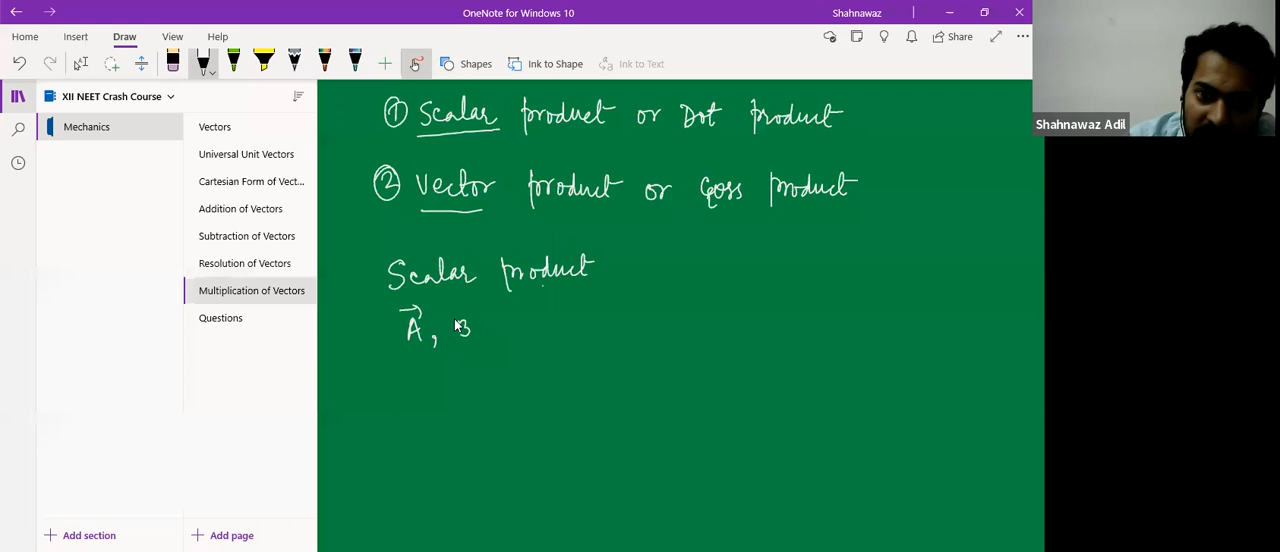 OneNote for Windows 10
Shahnawaz
Home Insert Draw View Help
Share
Shapes
Ink to Shape
Ink to Text
XII NEET Crash Course
Mechanics
Vectors
Universal Unit Vectors
Cartesian Form of Vect...
Addition of Vectors
Subtraction of Vectors
Resolution of Vectors
Multiplication of Vectors
Questions
Add section
Add page
① Scalar product or Dot product
② Vector product or Cross product
Scalar product
A⃗, B
Shahnawaz Adil